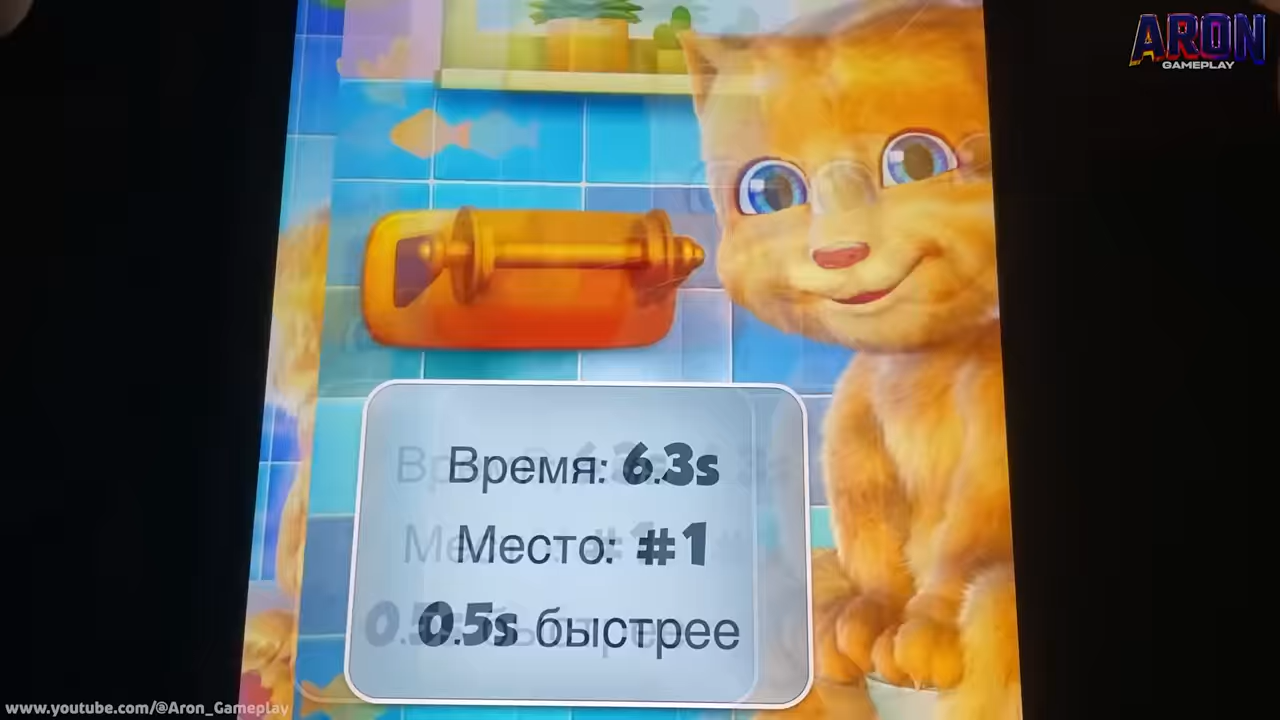 ARON
GAMEPLAY
Время: 6.3s
Место: #1
0.5s быстрее
www.youtube.com/@Aron_Gameplay